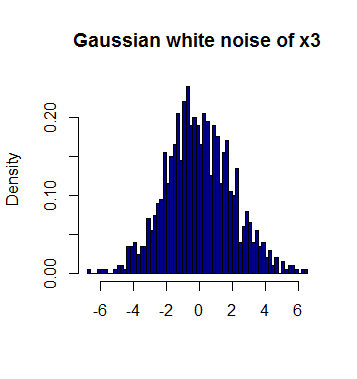 Gaussian white noise of x3
Density
0.20
0.10
0.00
-6 -4 -2 0 2 4 6